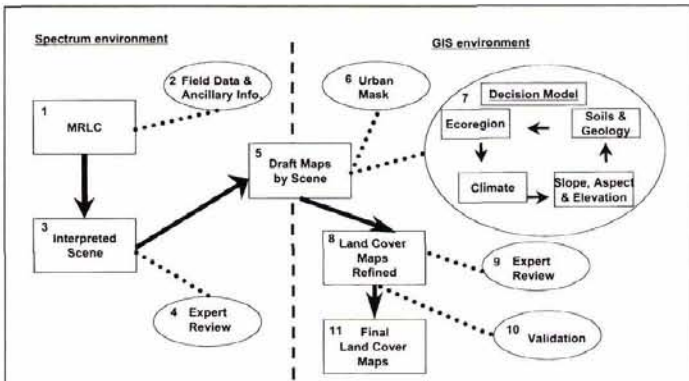 Spectrum environment
GIS environment
1
MRLC
2 Field Data &
Ancillary Info.
3
Interpreted
Scene
4 Expert
Review
5
Draft Maps
by Scene
6 Urban
Mask
7 Decision Model
Ecoregion
Soils &
Geology
Climate
Slope, Aspect
& Elevation
8 Land Cover
Maps
Refined
9 Expert
Review
10 Validation
11 Final
Land Cover
Maps